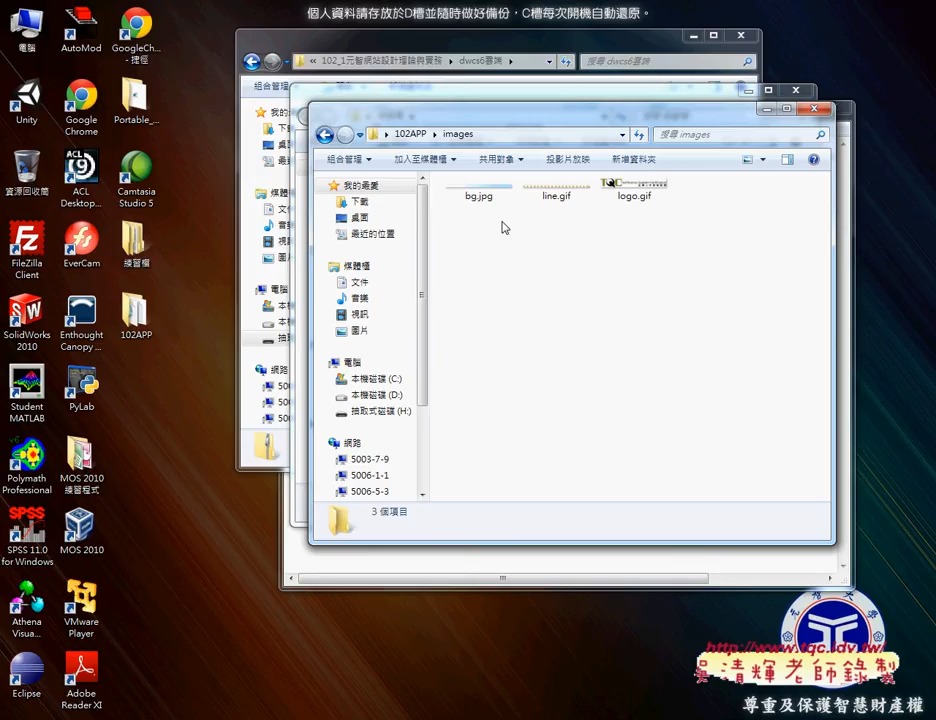 個人資料請存放於D槽並隨時做好備份，C槽每次開機自動還原。
電腦
AutoMod
GoogleCh...
- 捷徑
Unity
Google
Chrome
Portable_...
資源回收筒
ACL
Desktop...
Camtasia
Studio 5
FileZilla
Client
EverCam
練習檔
SolidWorks
2010
Enthought
Canopy ...
102APP
Student
MATLAB
PyLab
Polymath
Professional
MOS 2010
練習程式
SPSS 11.0
for Windows
MOS 2010
Athena
Visua...
VMware
Player
Eclipse
Adobe
Reader XI
« 102_1元智網站設計理論與實務 ▸ dwcs6雲端 ▸
搜尋 dwcs6雲端
組合管理
102APP ▸ images
搜尋 images
組合管理
加入至媒體櫃
共用對象
投影片放映
新增資料夾
我的最愛
下載
桌面
最近的位置
媒體櫃
文件
音樂
視訊
圖片
電腦
本機磁碟 (C:)
本機磁碟 (D:)
抽取式磁碟 (H:)
網路
5003-7-9
5006-1-1
5006-5-3
bg.jpg
line.gif
logo.gif
3 個項目
http://www.tqc.idv.tw/
吳清輝老師錄製
尊重及保護智慧財產權